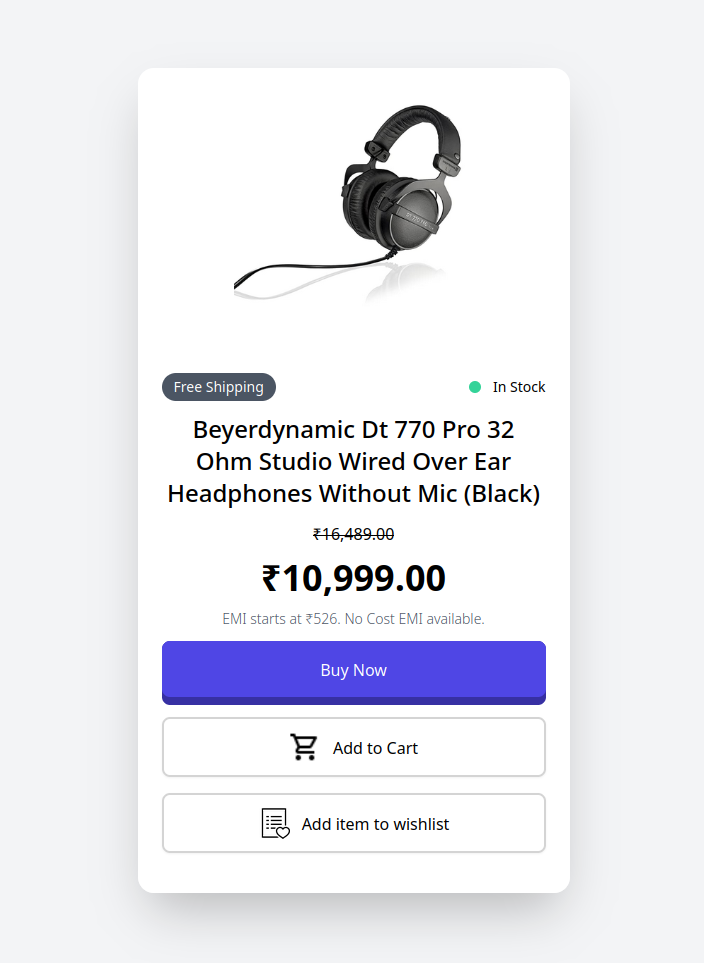 Free Shipping
In Stock
Beyerdynamic Dt 770 Pro 32
Ohm Studio Wired Over Ear
Headphones Without Mic (Black)
₹16,489.00
₹10,999.00
EMI starts at ₹526. No Cost EMI available.
Buy Now
Add to Cart
Add item to wishlist